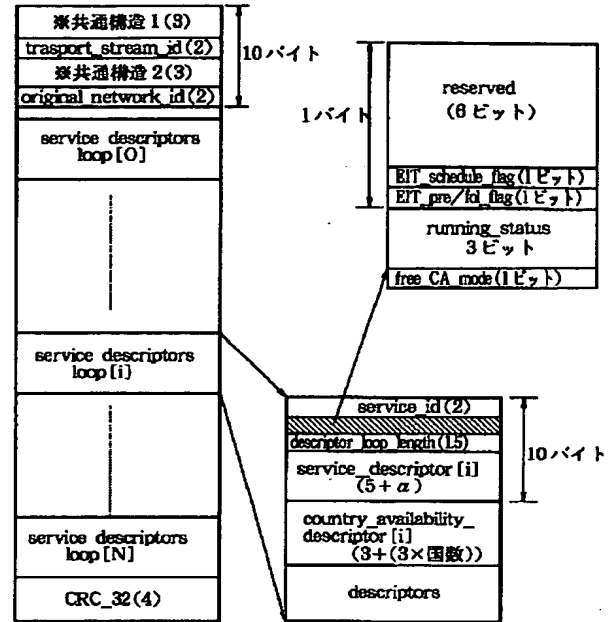 ※共通構造1(3)
trasport_stream_id(2)
※共通構造2(3)
original_network_id(2)
10バイト
service descriptors
loop[0]
service descriptors
loop[i]
service descriptors
loop[N]
CRC_32(4)
1バイト
reserved
(6ビット)
EIT_schedule_flag(1ビット)
EIT_pre/fol_flag(1ビット)
running_status
3ビット
free_CA_mode(1ビット)
service_id(2)
descriptor_loop_length(1.5)
service_descriptor[i]
(5+α)
10バイト
country_availability_
descriptor[i]
(3+(3×国数))
descriptors